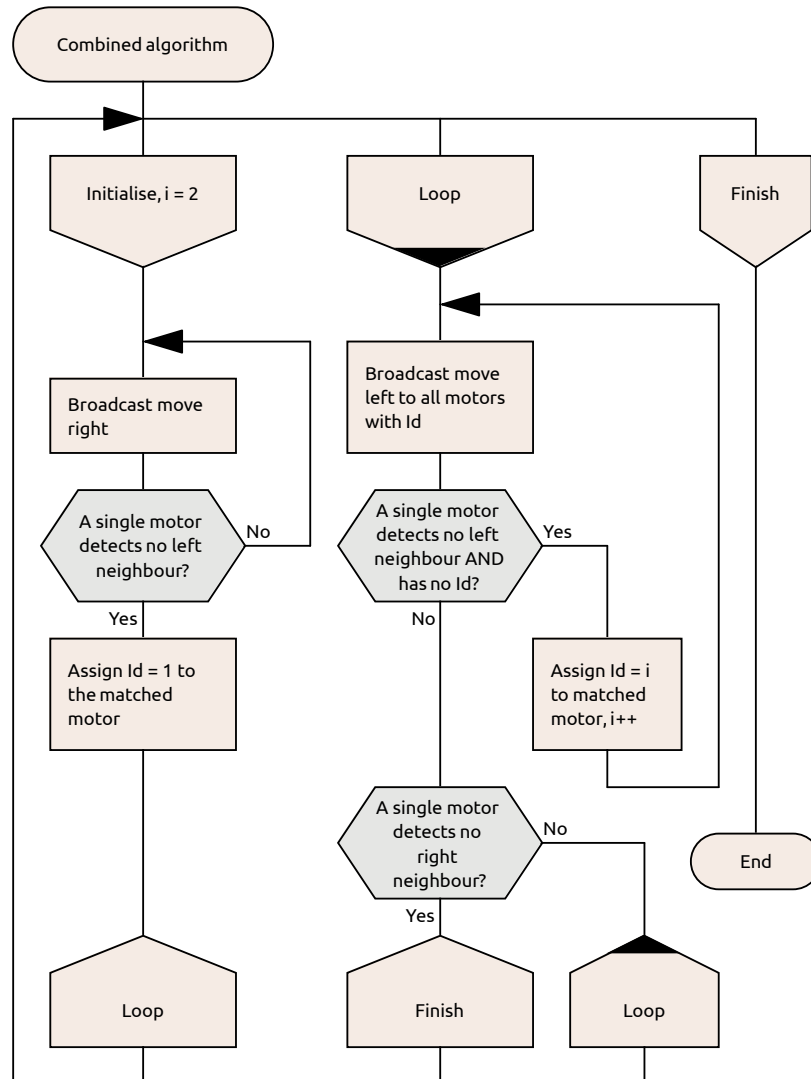 Combined algorithm
Initialise, i = 2
Loop
Finish
Broadcast move
right
A single motor
detects no left
neighbour?
No
Yes
Assign Id = 1 to
the matched
motor
Loop
Broadcast move
left to all motors
with Id
A single motor
detects no left
neighbour AND
has no Id?
Yes
No
Assign Id = i
to matched
motor, i++
A single motor
detects no
right
neighbour?
No
Yes
Finish
Loop
End